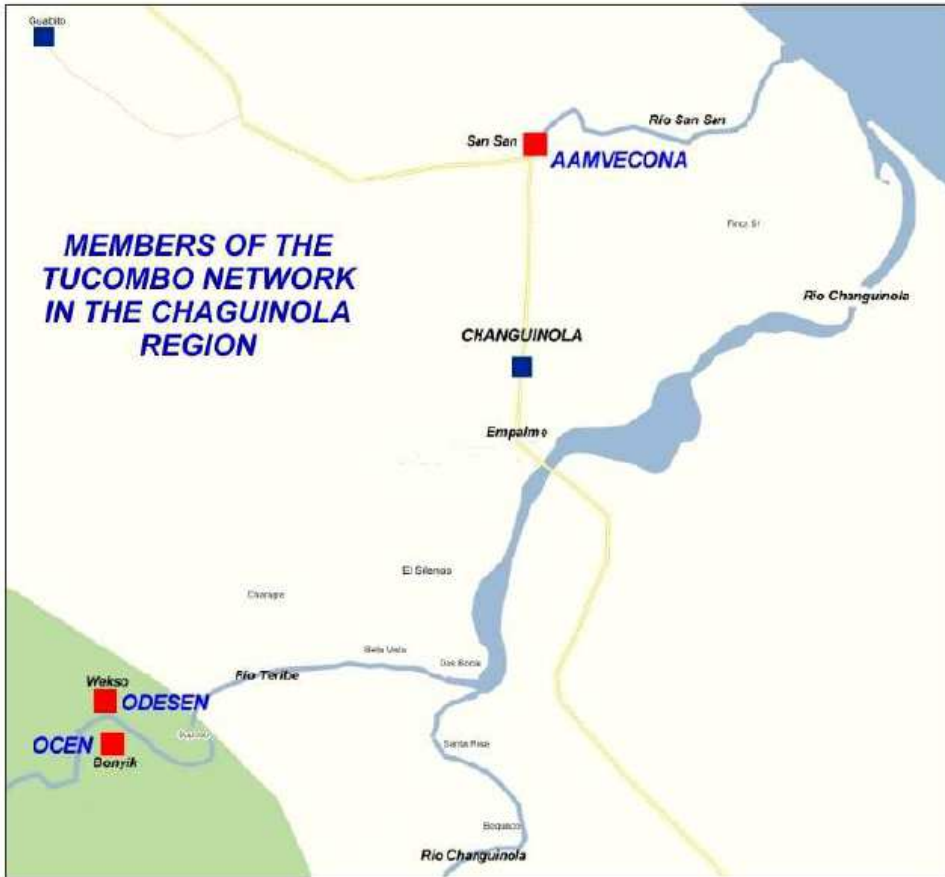 Guabito
Río San San
San San
AAMVECONA
MEMBERS OF THE
TUCOMBO NETWORK
IN THE CHAGUINOLA
REGION
Río Changuinola
CHANGUINOLA
Empalme
El Silencio
Wekso
Río Teribe
ODESEN
OCEN
Bonyik
Santa Rosa
Río Changuinola